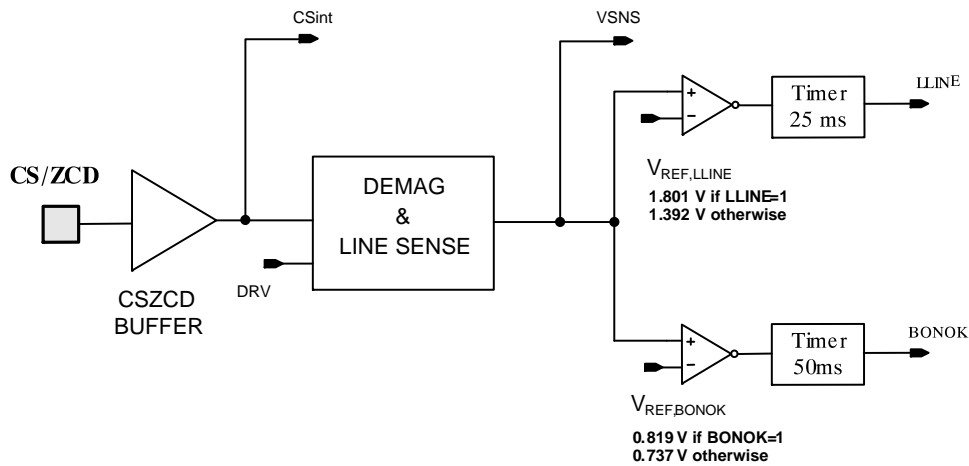 CSint
VSNS
LLINE
Timer
25 ms
+
−
V_REF,LLINE
1.801 V if LLINE=1
1.392 V otherwise
CS/ZCD
DEMAG
&
LINE SENSE
DRV
CSZCD
BUFFER
BONOK
Timer
50ms
+
−
V_REF,BONOK
0.819 V if BONOK=1
0.737 V otherwise